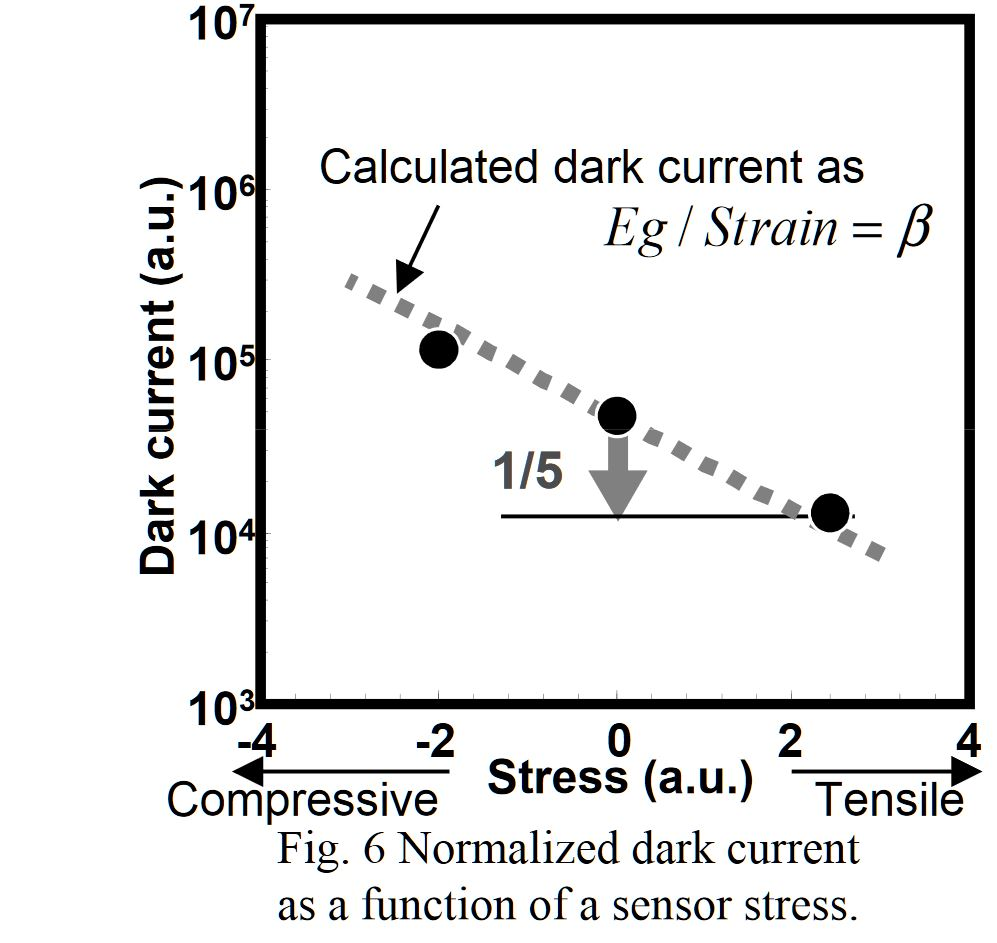 10⁷
Calculated dark current as
Eg / Strain = β
10⁶
10⁵
10⁴
10³
Dark current (a.u.)
1/5
-4 -2 0 2 4
Stress (a.u.)
Compressive
Tensile
Fig. 6 Normalized dark current
as a function of a sensor stress.